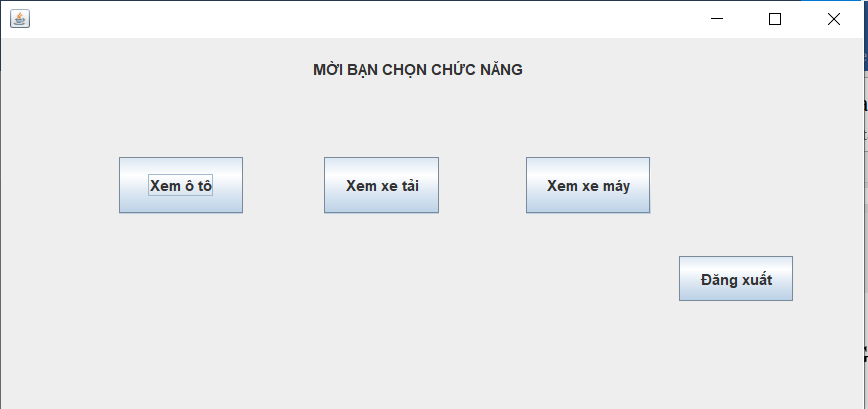 MỜI BẠN CHỌN CHỨC NĂNG
Xem ô tô
Xem xe tải
Xem xe máy
Đăng xuất